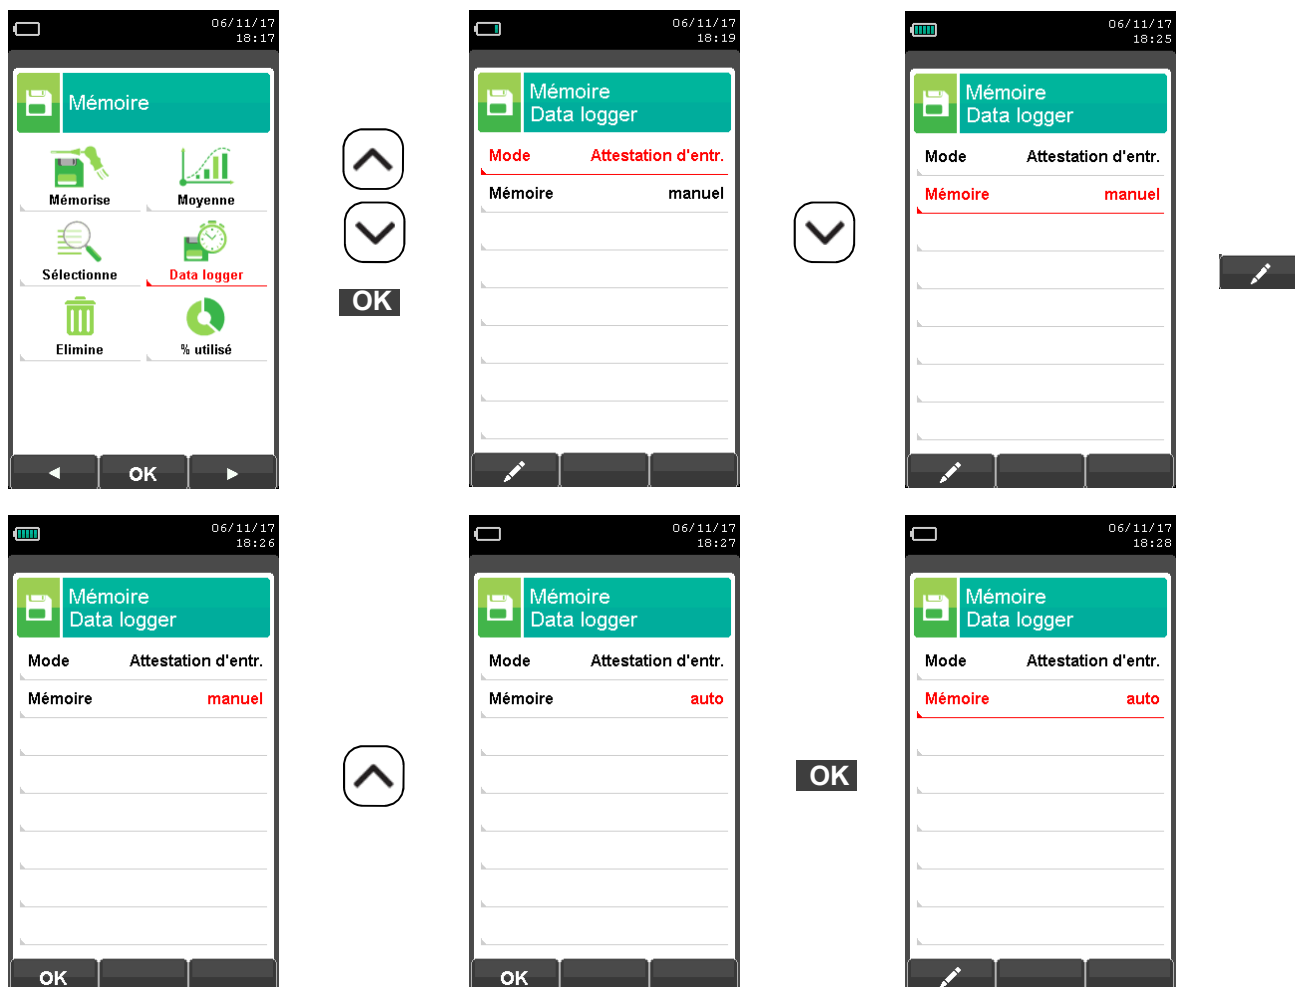 06/11/17
18:17
Mémoire
Mémorise
Moyenne
Sélectionne
Data logger
Elimine
% utilisé
OK
OK
06/11/17
18:19
Mémoire
Data logger
Mode Attestation d'entr.
Mémoire manuel
06/11/17
18:25
Mémoire
Data logger
Mode Attestation d'entr.
Mémoire manuel
06/11/17
18:26
Mémoire
Data logger
Mode Attestation d'entr.
Mémoire manuel
OK
06/11/17
18:27
Mémoire
Data logger
Mode Attestation d'entr.
Mémoire auto
OK
OK
06/11/17
18:28
Mémoire
Data logger
Mode Attestation d'entr.
Mémoire auto